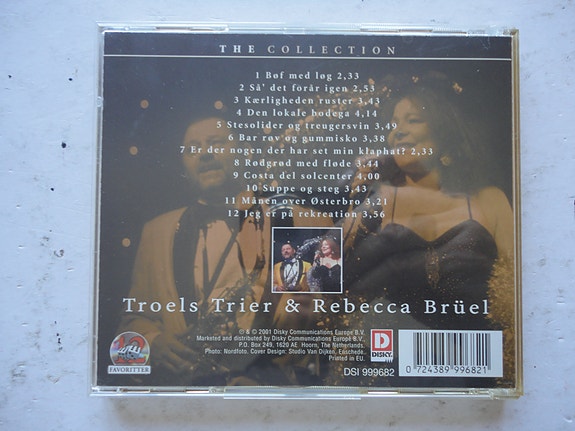 THE COLLECTION
1 Bøf med løg 2,33
2 Så' det forår igen 2,53
3 Kærligheden ruster 3,43
4 Den lokale bodega 4,14
5 Stesolider og treugersvin 3,49
6 Bar røv og gummisko 3,38
7 Er der nogen der har set min klaphat? 2,33
8 Rødgrød med fløde 3,44
9 Costa del solcenter 4,00
10 Suppe og steg 3,43
11 Månen over Østerbro 3,21
12 Jeg er på rekreation 3,56
Troels Trier & Rebecca Brüel
FAVORITTER
℗ & © 2001 Disky Communications Europe B.V.
Marketed and distributed by Disky Communications Europe B.V.
P.O. Box 249, 1620 AE. Hoorn, The Netherlands.
Photo: Nordfoto. Cover Design: Studio Van Dijken, Enschede.
Printed in EU.
DISKY
DSI 999682
0 724389 996821